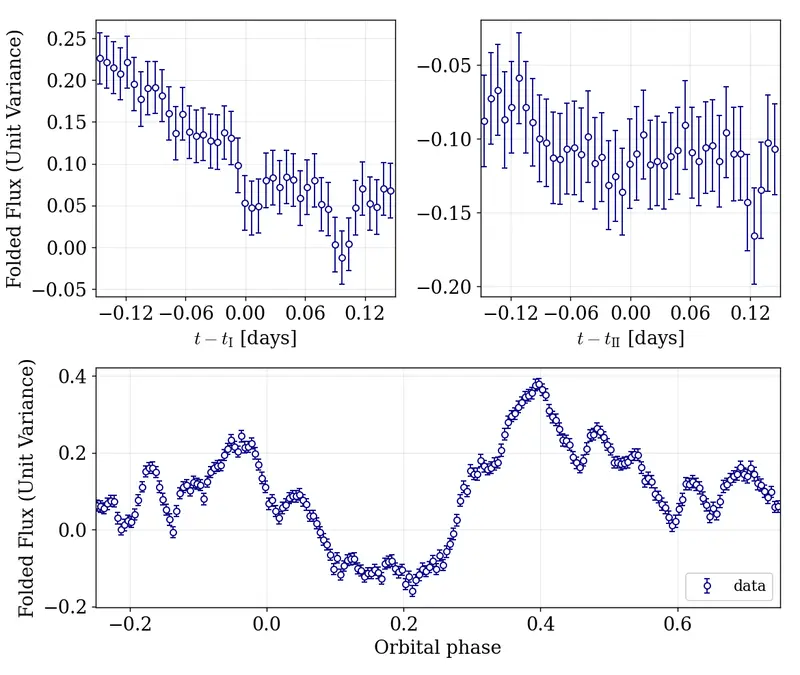 Folded Flux (Unit Variance)
0.25
0.20
0.15
0.10
0.05
0.00
−0.05
−0.12 −0.06 0.00 0.06 0.12
t − tI [days]
−0.05
−0.10
−0.15
−0.20
−0.12 −0.06 0.00 0.06 0.12
t − tII [days]
Folded Flux (Unit Variance)
0.4
0.2
0.0
−0.2
−0.2 0.0 0.2 0.4 0.6
Orbital phase
data